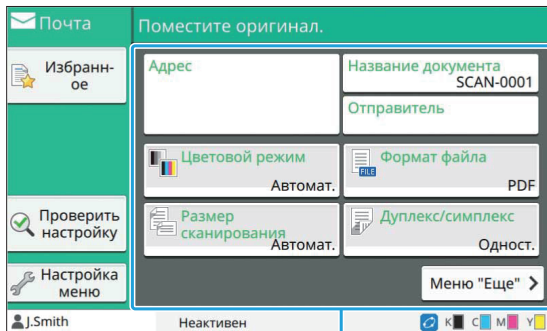 Почта
Поместите оригинал.
Избранн-
ое
Адрес
Название документа
SCAN-0001
Отправитель
Цветовой режим
Автомат.
Формат файла
FILE
PDF
Проверить
настройку
Размер
сканирования
Автомат.
Дуплекс/симплекс
Одност.
Настройка
меню
Меню "Еще"
J.Smith
Неактивен
K C M Y